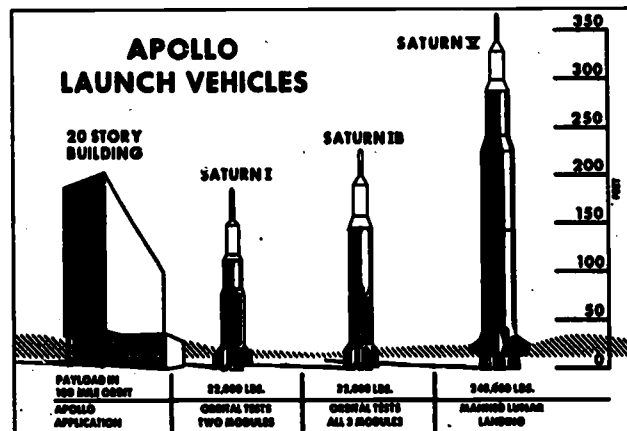 APOLLO
LAUNCH VEHICLES
20 STORY
BUILDING
SATURN I
SATURN IB
SATURN V
350
300
250
200
150
100
50
0
FEET
PAYLOAD IN
100 MILE ORBIT
22,000 LBS.
32,000 LBS.
240,000 LBS.
APOLLO
APPLICATION
ORBITAL TESTS
TWO MODULES
ORBITAL TESTS
ALL 3 MODULES
MANNED LUNAR
LANDING